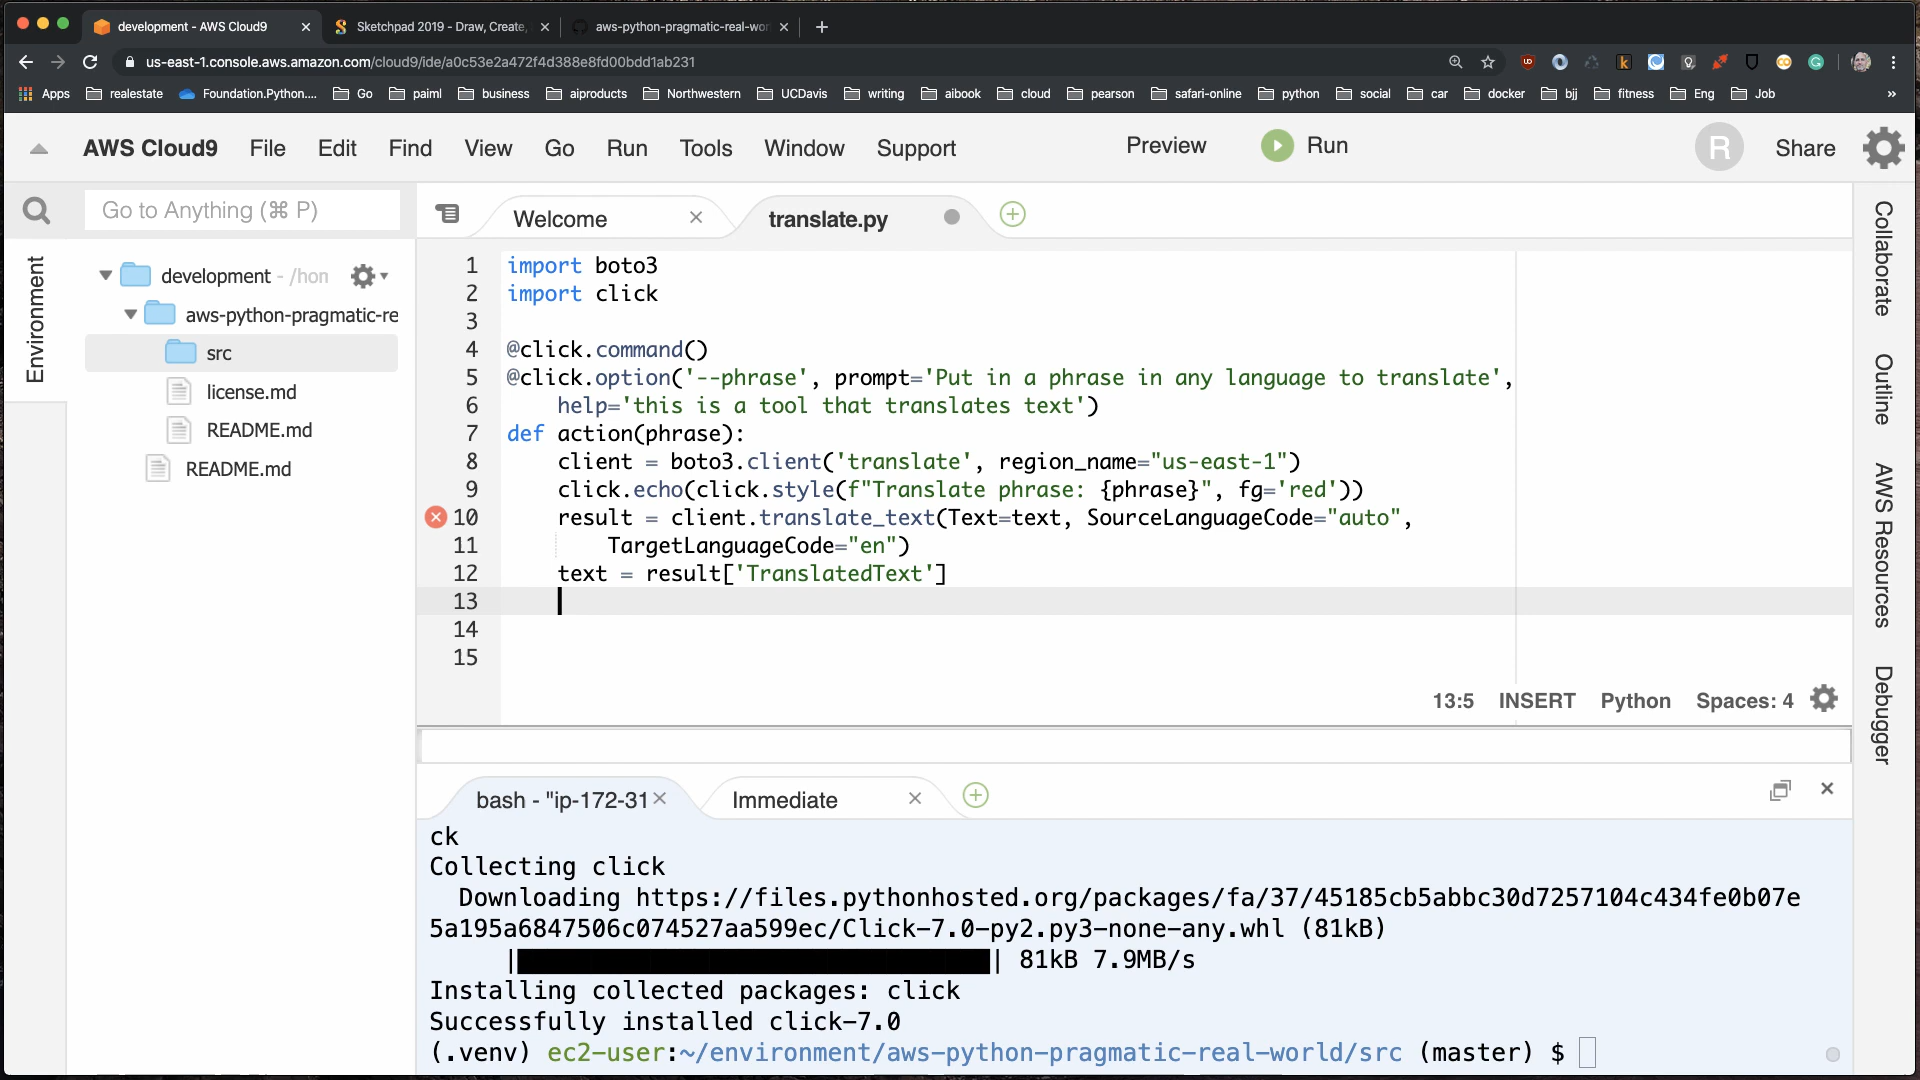 development - AWS Cloud9
Sketchpad 2019 - Draw, Create,
aws-python-pragmatic-real-wor
us-east-1.console.aws.amazon.com/cloud9/ide/a0c53e2a472f4d388e8fd00bdd1ab231
Apps realestate Foundation.Python.... Go paiml business aiproducts Northwestern UCDavis writing aibook cloud pearson safari-online python social car docker bjj fitness Eng Job »
AWS Cloud9 File Edit Find View Go Run Tools Window Support Preview Run R Share
Go to Anything (⌘ P)
Welcome
translate.py
Environment
development - /hon
aws-python-pragmatic-re
src
license.md
README.md
README.md
1 import boto3
2 import click
3
4 @click.command()
5 @click.option('--phrase', prompt='Put in a phrase in any language to translate',
6 help='this is a tool that translates text')
7 def action(phrase):
8 client = boto3.client('translate', region_name="us-east-1")
9 click.echo(click.style(f"Translate phrase: {phrase}", fg='red'))
10 result = client.translate_text(Text=text, SourceLanguageCode="auto",
11 TargetLanguageCode="en")
12 text = result['TranslatedText']
13
14
15
13:5 INSERT Python Spaces: 4
Collaborate
Outline
AWS Resources
Debugger
bash - "ip-172-31
Immediate
ck
Collecting click
Downloading https://files.pythonhosted.org/packages/fa/37/45185cb5abbc30d7257104c434fe0b07e
5a195a6847506c074527aa599ec/Click-7.0-py2.py3-none-any.whl (81kB)
| | 81kB 7.9MB/s
Installing collected packages: click
Successfully installed click-7.0
(.venv) ec2-user:~/environment/aws-python-pragmatic-real-world/src (master) $